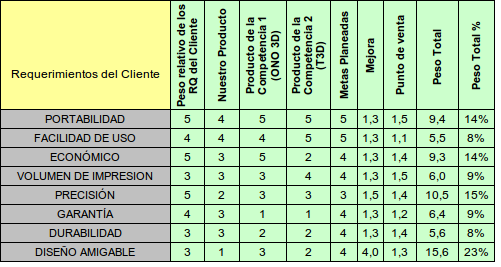 Requerimientos del Cliente
Peso relativo de los
RQ del Cliente
Nuestro Producto
Producto de la
Competencia 1
(ONO 3D)
Producto de la
Competencia 2
(T3D)
Metas Planeadas
Mejora
Punto de venta
Peso Total
Peso Total %
PORTABILIDAD 5 4 5 5 5 1,3 1,5 9,4 14%
FACILIDAD DE USO 4 4 4 5 5 1,3 1,1 5,5 8%
ECONÓMICO 5 3 5 2 4 1,3 1,4 9,3 14%
VOLUMEN DE IMPRESION 3 3 3 4 4 1,3 1,5 6,0 9%
PRECISIÓN 5 2 3 3 3 1,5 1,4 10,5 15%
GARANTÍA 4 3 1 1 4 1,3 1,2 6,4 9%
DURABILIDAD 3 3 2 2 4 1,3 1,4 5,6 8%
DISEÑO AMIGABLE 3 1 3 2 4 4,0 1,3 15,6 23%